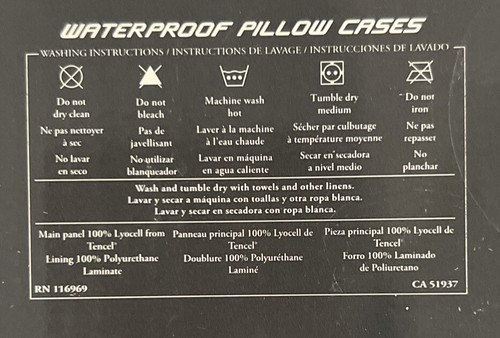 WATERPROOF PILLOW CASES
WASHING INSTRUCTIONS / INSTRUCTIONS DE LAVAGE / INSTRUCCIONES DE LAVADO
Do not dry clean
Ne pas nettoyer à sec
No lavar en seco
Do not bleach
Pas de javellisant
No utilizar blanqueador
Machine wash hot
Laver à la machine à l'eau chaude
Lavar en máquina en agua caliente
Tumble dry medium
Sécher par culbutage à température moyenne
Secar en secadora a nivel medio
Do not iron
Ne pas repasser
No planchar
Wash and tumble dry with towels and other linens.
Lavar y secar a máquina con toallas y otra ropa blanca.
Lavar y secar en secadora con ropa blanca.
Main panel 100% Lyocell from Tencel®
Lining 100% Polyurethane Laminate
Panneau principal 100% Lyocell de Tencel®
Doublure 100% Polyuréthane Laminé
Pieza principal 100% Lyocell de Tencel®
Forro 100% Laminado de Poliuretano
RN 116969
CA 51937